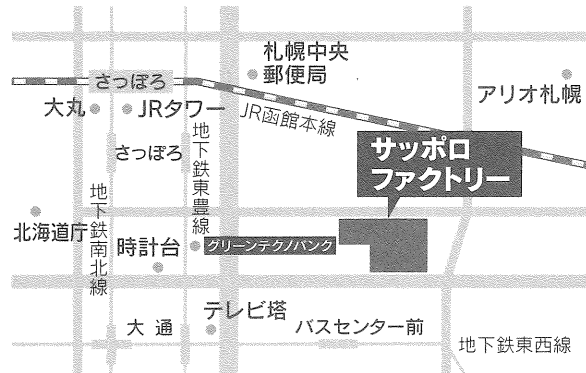 札幌中央
郵便局
さっぽろ
アリオ札幌
大丸
JRタワー
JR函館本線
サッポロ
ファクトリー
さっぽろ
地下鉄東豊線
地下鉄南北線
北海道庁
時計台
グリーンテクノバンク
テレビ塔
大通
バスセンター前
地下鉄東西線